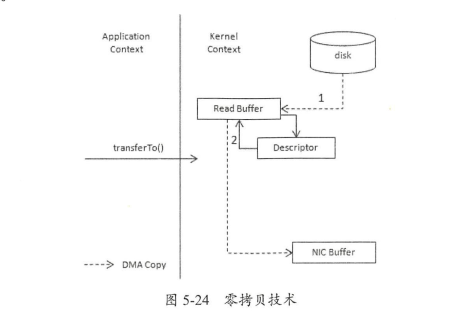 Application
Context
Kernel
Context
disk
1
Read Buffer
2
Descriptor
transferTo()
NIC Buffer
DMA Copy
图 5-24 零拷贝技术